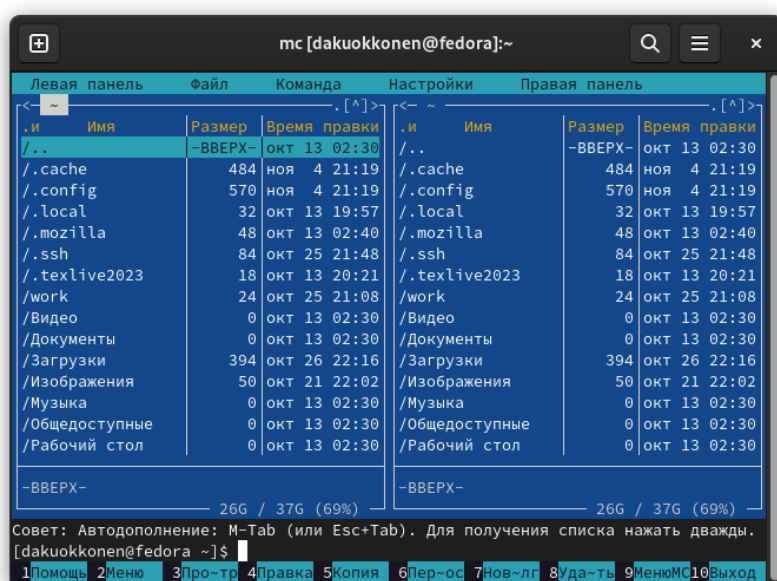 mc [dakuokkonen@fedora]:~
Левая панель Файл Команда Настройки Правая панель
<— ~ .[^]> <— ~ .[^]>
.и Имя Размер Время правки .и Имя Размер Время правки
/.. -ВВЕРХ- окт 13 02:30 /.. -ВВЕРХ- окт 13 02:30
/.cache 484 ноя 4 21:19 /.cache 484 ноя 4 21:19
/.config 570 ноя 4 21:19 /.config 570 ноя 4 21:19
/.local 32 окт 13 19:57 /.local 32 окт 13 19:57
/.mozilla 48 окт 13 02:40 /.mozilla 48 окт 13 02:40
/.ssh 84 окт 25 21:48 /.ssh 84 окт 25 21:48
/.texlive2023 18 окт 13 20:21 /.texlive2023 18 окт 13 20:21
/work 24 окт 25 21:08 /work 24 окт 25 21:08
/Видео 0 окт 13 02:30 /Видео 0 окт 13 02:30
/Документы 0 окт 13 02:30 /Документы 0 окт 13 02:30
/Загрузки 394 окт 26 22:16 /Загрузки 394 окт 26 22:16
/Изображения 50 окт 21 22:02 /Изображения 50 окт 21 22:02
/Музыка 0 окт 13 02:30 /Музыка 0 окт 13 02:30
/Общедоступные 0 окт 13 02:30 /Общедоступные 0 окт 13 02:30
/Рабочий стол 0 окт 13 02:30 /Рабочий стол 0 окт 13 02:30
-ВВЕРХ- -ВВЕРХ-
26G / 37G (69%) 26G / 37G (69%)
Совет: Автодополнение: M-Tab (или Esc+Tab). Для получения списка нажать дважды.
[dakuokkonen@fedora ~]$
1Помощь 2Меню 3Про~тр 4Правка 5Копия 6Пер~ос 7Нов~лг 8Уда~ть 9МенюMC 10Выход